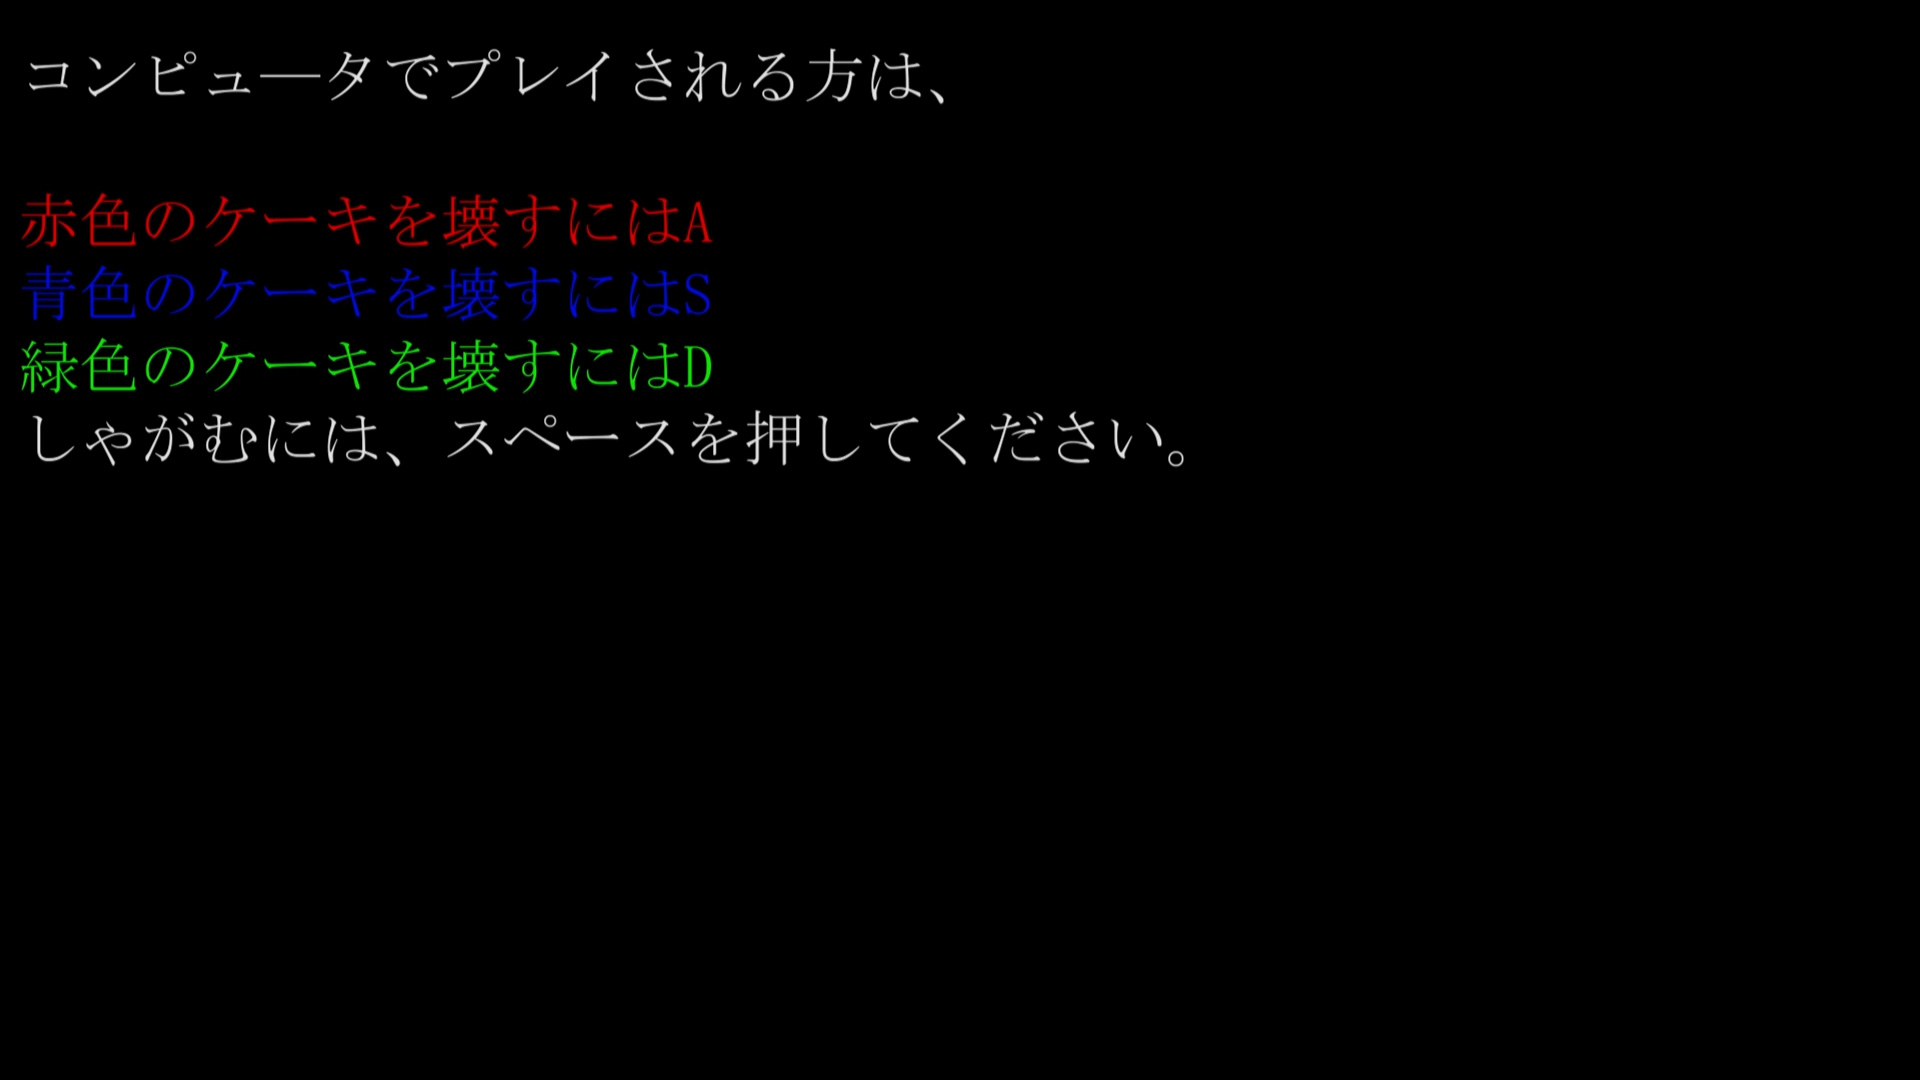 コンピュ―タでプレイされる方は、
赤色のケーキを壊すにはA
青色のケーキを壊すにはS
緑色のケーキを壊すにはD
しゃがむには、スペースを押してください。